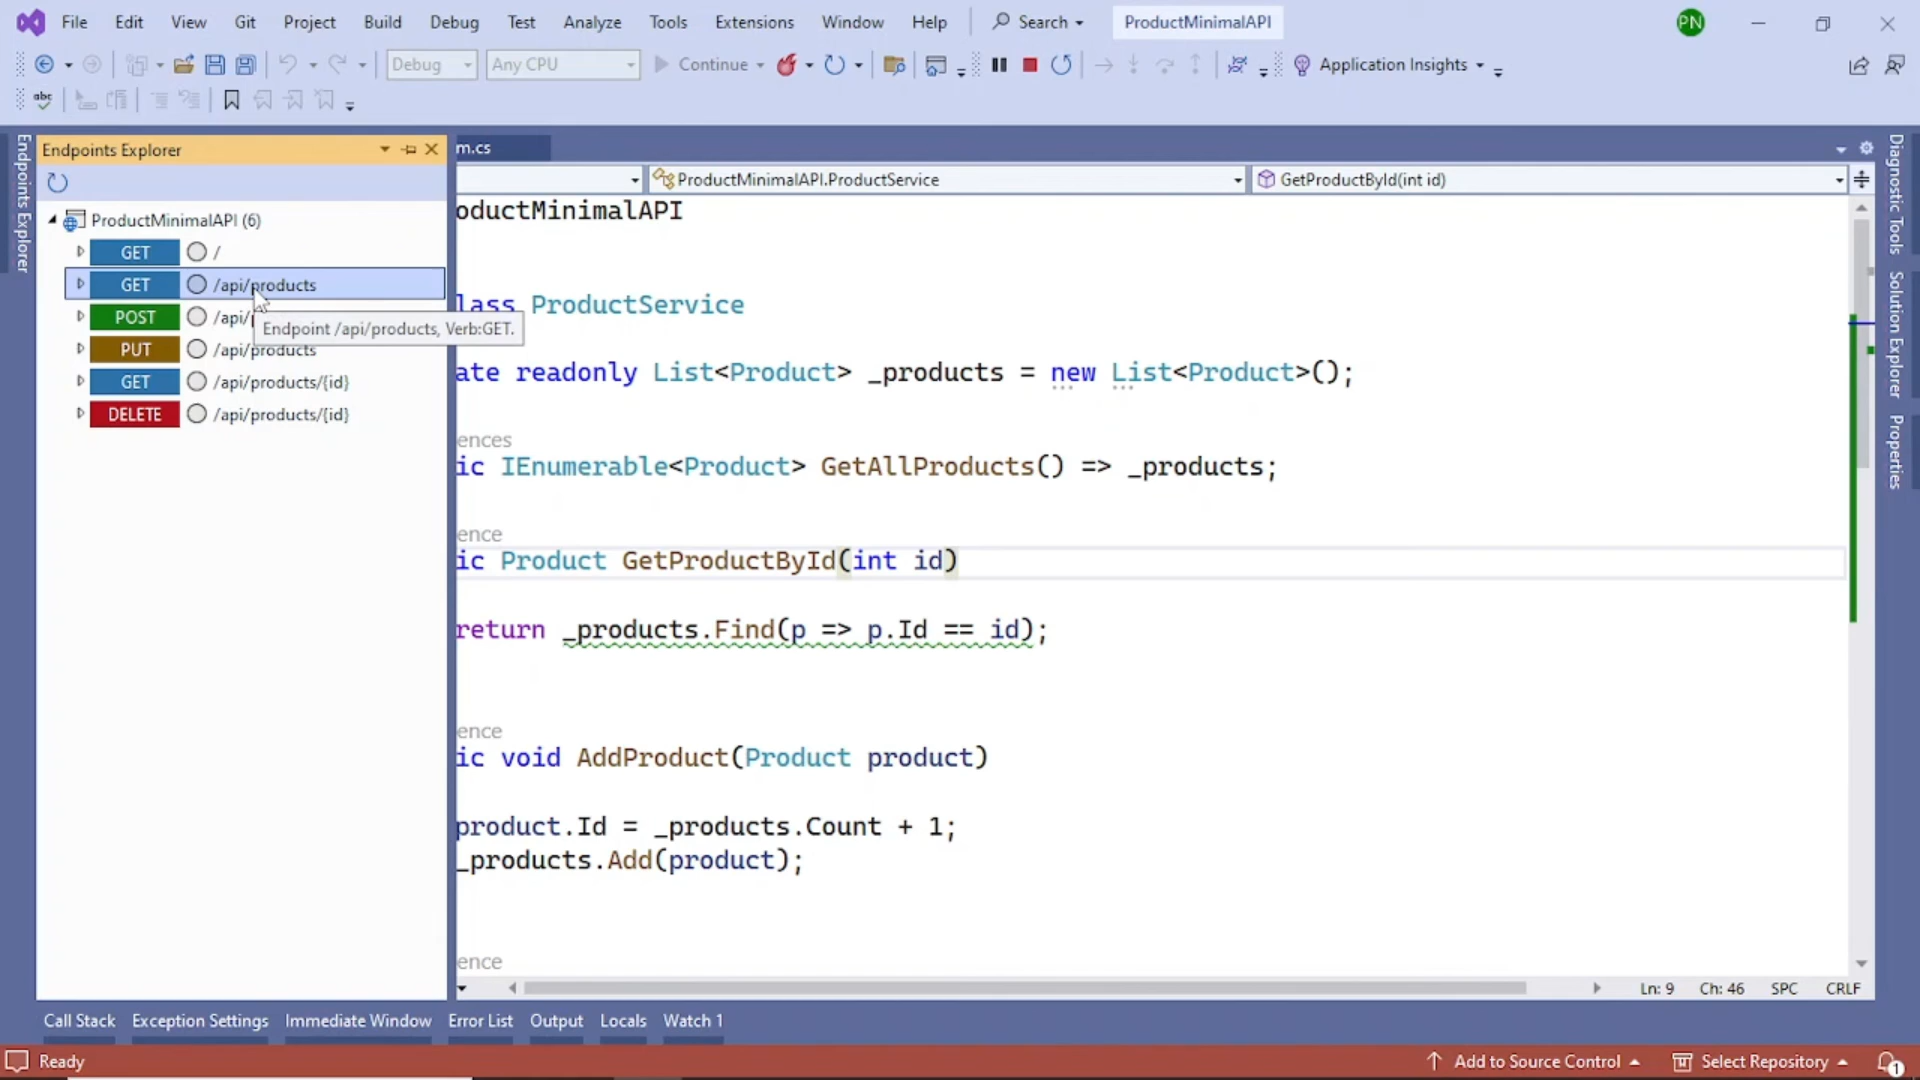 File Edit View Git Project Build Debug Test Analyze Tools Extensions Window Help Search ProductMinimalAPI PN
Debug Any CPU Continue Application Insights
abc
Endpoints Explorer
Endpoints Explorer
ProductMinimalAPI (6)
GET /
GET /api/products
POST /api/
Endpoint /api/products, Verb:GET.
PUT /api/products
GET /api/products/{id}
DELETE /api/products/{id}
m.cs
ProductMinimalAPI.ProductService GetProductById(int id)
oductMinimalAPI
lass ProductService
ate readonly List<Product> _products = new List<Product>();
ences
ic IEnumerable<Product> GetAllProducts() => _products;
ence
ic Product GetProductById(int id)
return _products.Find(p => p.Id == id);
ence
ic void AddProduct(Product product)
product.Id = _products.Count + 1;
_products.Add(product);
ence
Ln: 9 Ch: 46 SPC CRLF
Diagnostic Tools
Solution Explorer
Properties
Call Stack Exception Settings Immediate Window Error List Output Locals Watch 1
Ready Add to Source Control Select Repository 1